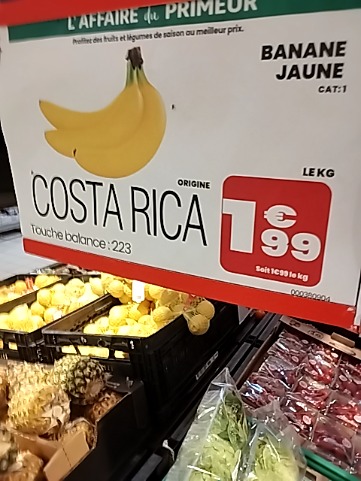 L'AFFAIRE du PRIMEUR
Profitez des fruits et légumes de saison au meilleur prix.
BANANE
JAUNE
CAT:1
ORIGINE
COSTA RICA
LE KG
1€99
Soit 1€99 le kg
Touche balance : 223